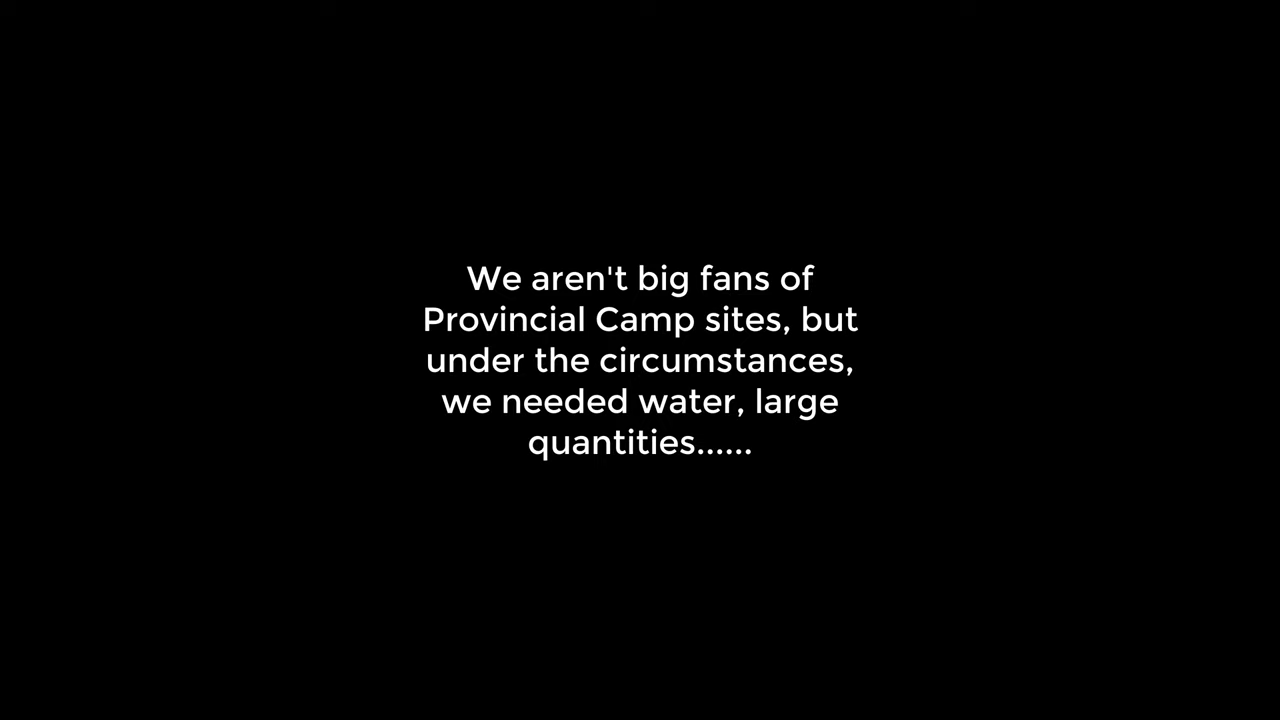 We aren't big fans of
Provincial Camp sites, but
under the circumstances,
we needed water, large
quantities......